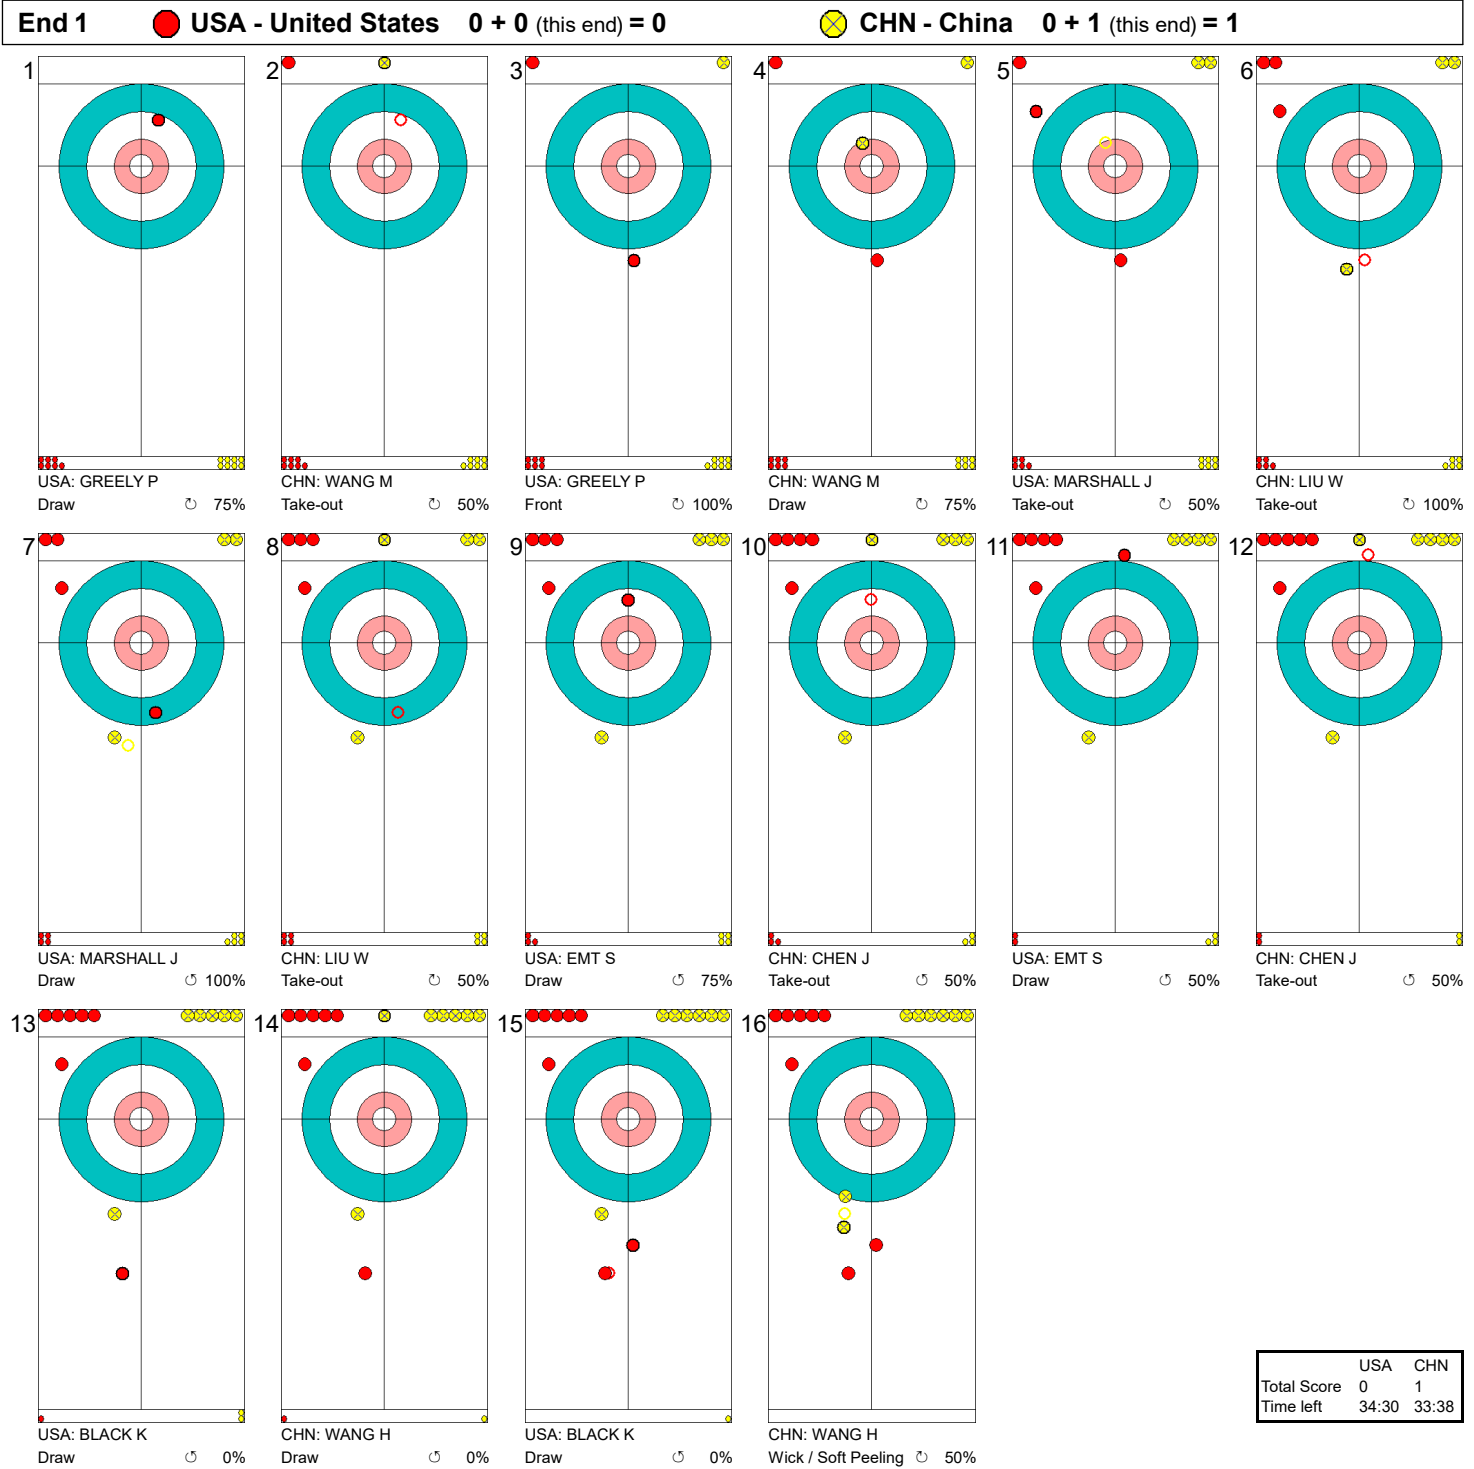 End 1 USA - United States 0 + 0 (this end) = 0 CHN - China 0 + 1 (this end) = 1
1
USA: GREELY P
Draw ↻ 75%
2
CHN: WANG M
Take-out ↻ 50%
3
USA: GREELY P
Front ↻ 100%
4
CHN: WANG M
Draw ↻ 75%
5
USA: MARSHALL J
Take-out ↻ 50%
6
CHN: LIU W
Take-out ↻ 100%
7
USA: MARSHALL J
Draw ↺ 100%
8
CHN: LIU W
Take-out ↻ 50%
9
USA: EMT S
Draw ↺ 75%
10
CHN: CHEN J
Take-out ↺ 50%
11
USA: EMT S
Draw ↺ 50%
12
CHN: CHEN J
Take-out ↺ 50%
13
USA: BLACK K
Draw ↺ 0%
14
CHN: WANG H
Draw ↺ 0%
15
USA: BLACK K
Draw ↺ 0%
16
CHN: WANG H
Wick / Soft Peeling ↻ 50%
USA CHN
Total Score 0 1
Time left 34:30 33:38